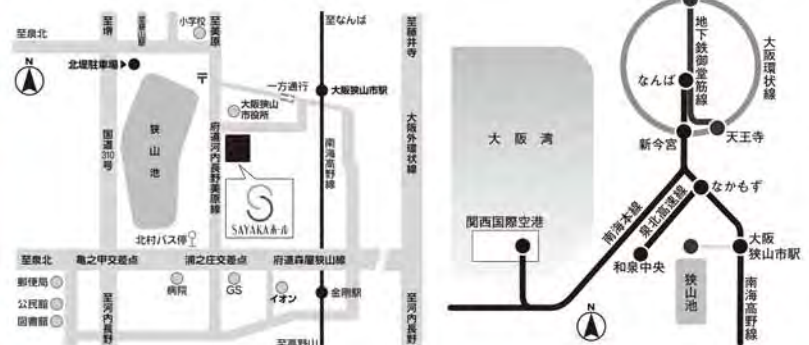 至泉北
至堺
小学校
至美原
至なんば
至藤井寺
北堤駐車場
N
一方通行
大阪狭山市駅
大阪狭山
市役所
狭山池
国道310号
府道河内長野美原線
南海高野線
大阪外環状線
S
SAYAKAホール
北村バス停
至泉北
亀之甲交差点
浦之庄交差点
府道森屋狭山線
郵便局
公民館
図書館
病院
GS
イオン
金剛駅
至河内長野
至高野山
至河内長野
大阪湾
関西国際空港
地下鉄御堂筋線
大阪環状線
なんば
新今宮
天王寺
なかもず
南海本線
泉北高速線
和泉中央
大阪
狭山市駅
狭山池
南海高野線
N